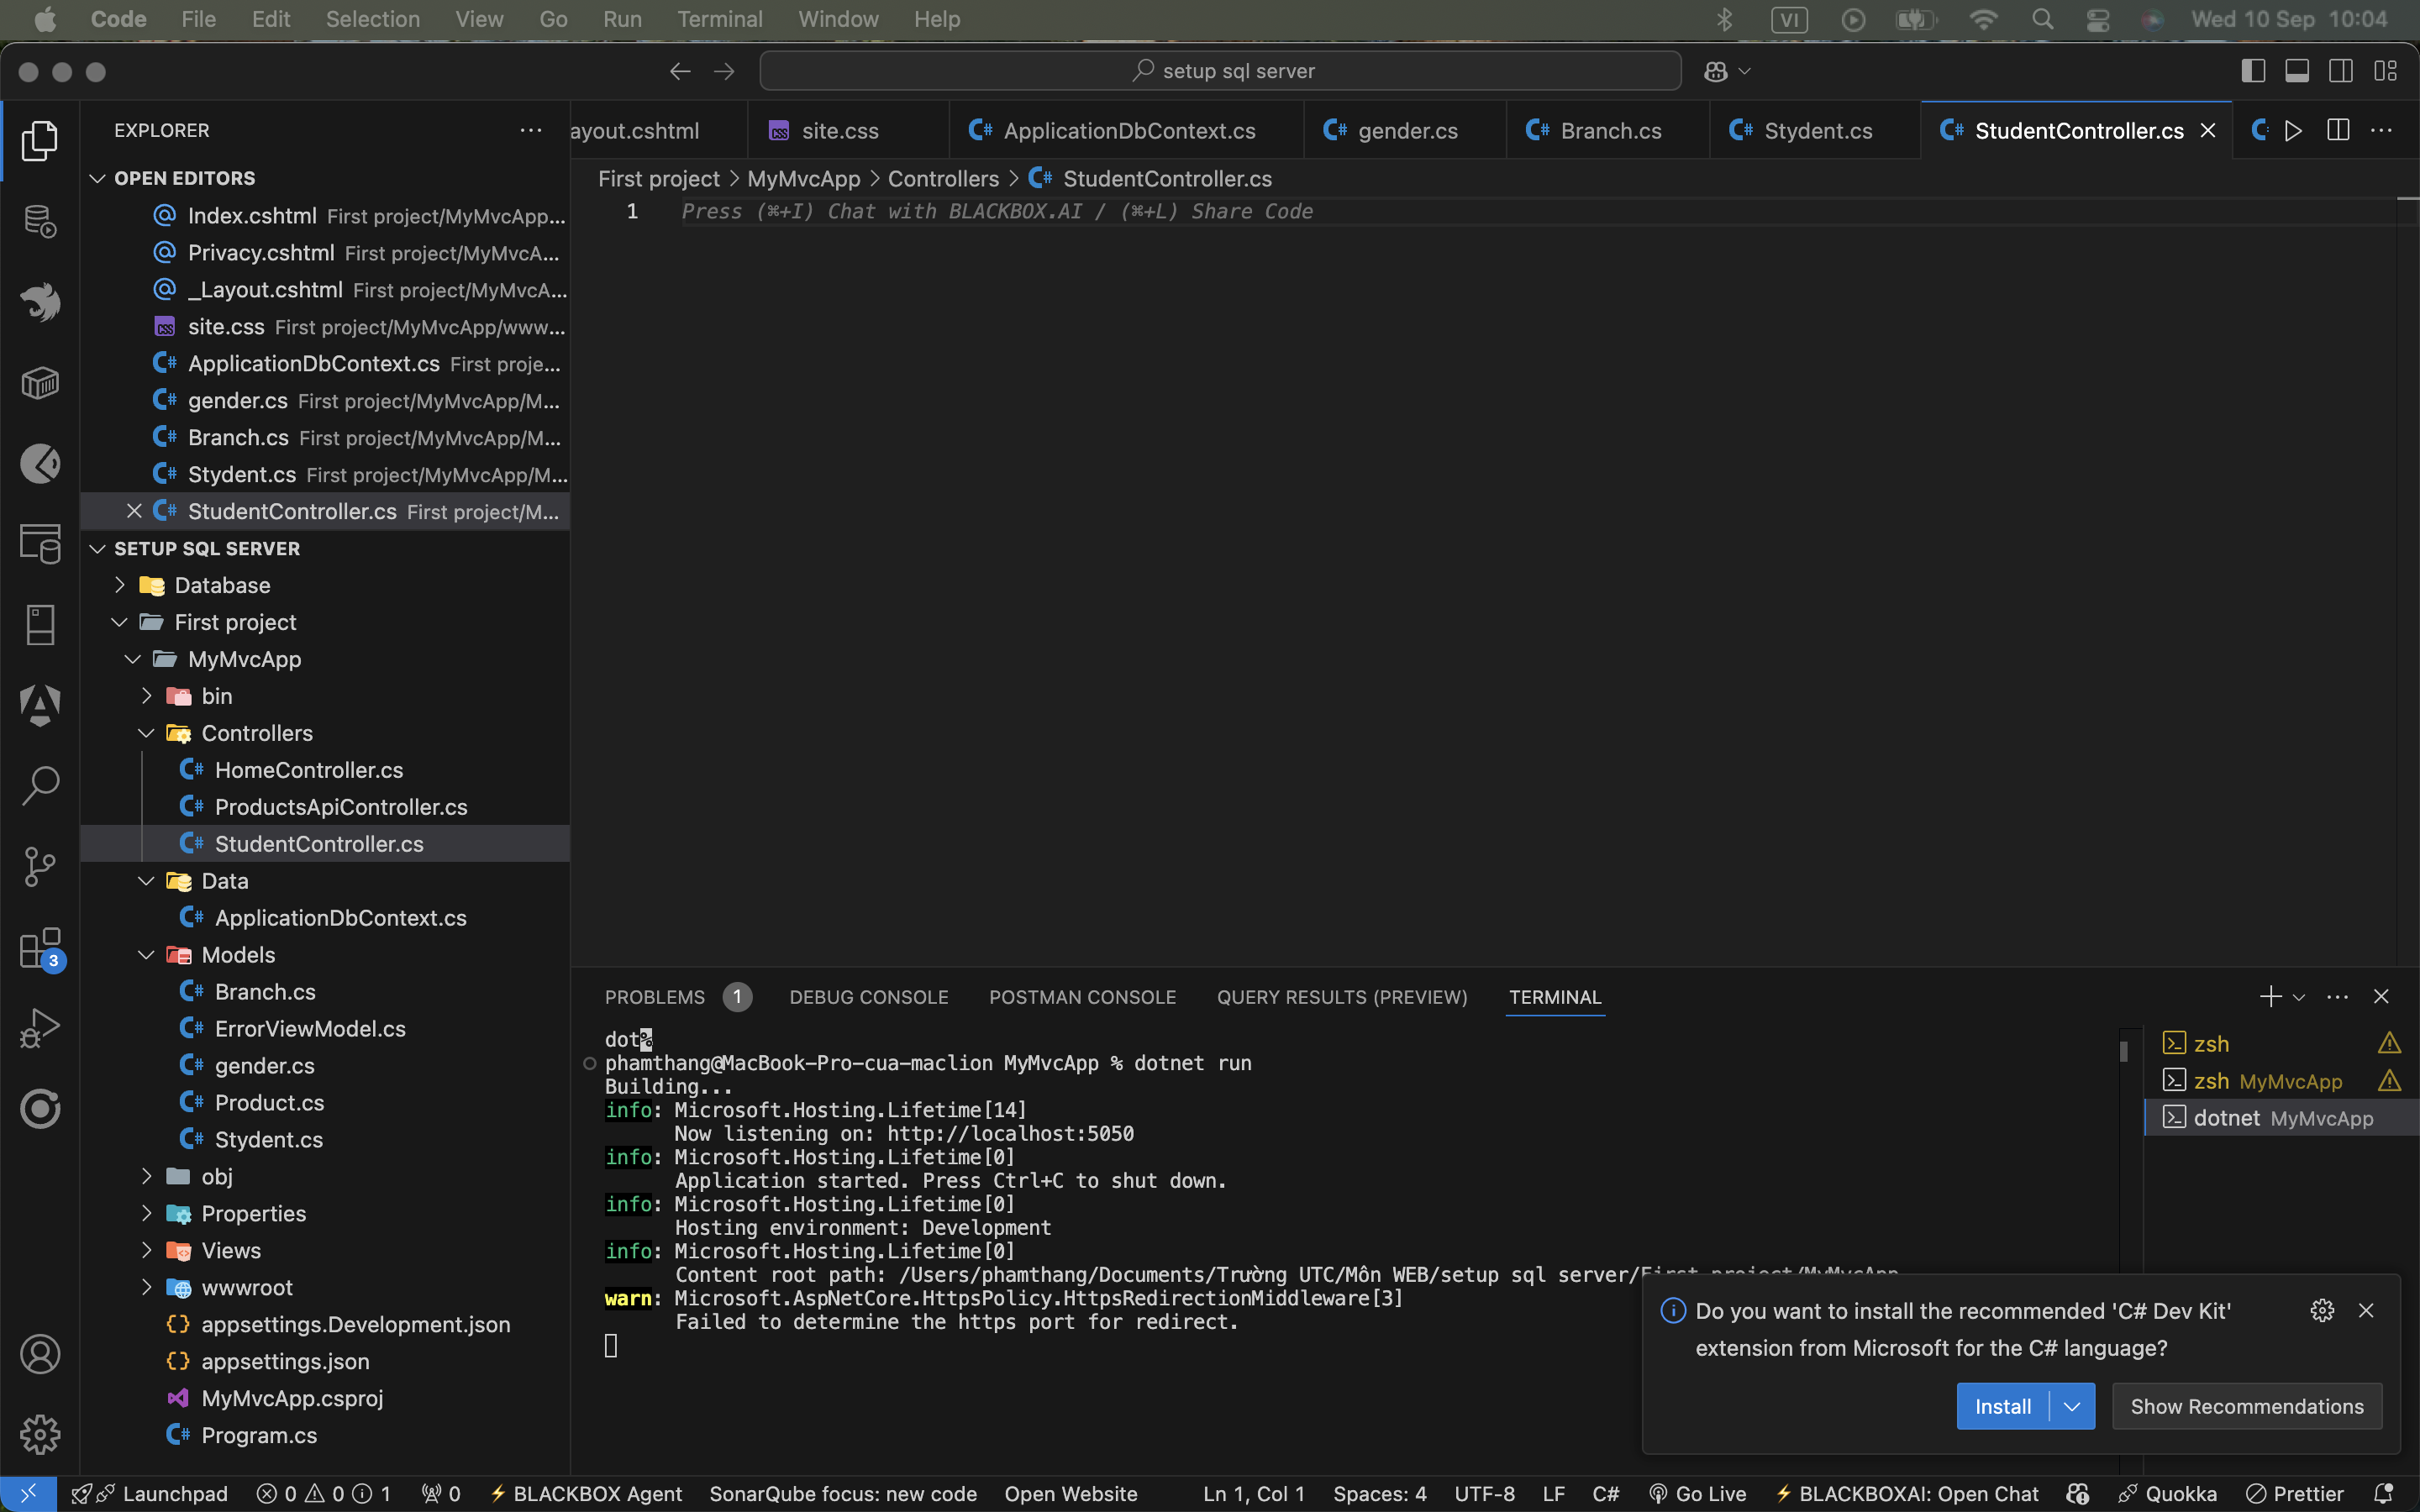 Code File Edit Selection View Go Run Terminal Window Help VI Wed 10 Sep 10:04
setup sql server
EXPLORER
ayout.cshtml site.css ApplicationDbContext.cs gender.cs Branch.cs Stydent.cs StudentController.cs
First project > MyMvcApp > Controllers > StudentController.cs
1 Press (⌘+I) Chat with BLACKBOX.AI / (⌘+L) Share Code
OPEN EDITORS
Index.cshtml First project/MyMvcApp...
Privacy.cshtml First project/MyMvcA...
_Layout.cshtml First project/MyMvcA...
site.css First project/MyMvcApp/www...
ApplicationDbContext.cs First proje...
gender.cs First project/MyMvcApp/M...
Branch.cs First project/MyMvcApp/M...
Stydent.cs First project/MyMvcApp/M...
StudentController.cs First project/M...
SETUP SQL SERVER
Database
First project
MyMvcApp
bin
Controllers
HomeController.cs
ProductsApiController.cs
StudentController.cs
Data
ApplicationDbContext.cs
Models
Branch.cs
ErrorViewModel.cs
gender.cs
Product.cs
Stydent.cs
obj
Properties
Views
wwwroot
appsettings.Development.json
appsettings.json
MyMvcApp.csproj
Program.cs
3
PROBLEMS 1 DEBUG CONSOLE POSTMAN CONSOLE QUERY RESULTS (PREVIEW) TERMINAL
dot%
phamthang@MacBook-Pro-cua-maclion MyMvcApp % dotnet run
Building...
info: Microsoft.Hosting.Lifetime[14]
Now listening on: http://localhost:5050
info: Microsoft.Hosting.Lifetime[0]
Application started. Press Ctrl+C to shut down.
info: Microsoft.Hosting.Lifetime[0]
Hosting environment: Development
info: Microsoft.Hosting.Lifetime[0]
Content root path: /Users/phamthang/Documents/Trường UTC/Môn WEB/setup sql server/First project/MyMvcApp
warn: Microsoft.AspNetCore.HttpsPolicy.HttpsRedirectionMiddleware[3]
Failed to determine the https port for redirect.
zsh
zsh MyMvcApp
dotnet MyMvcApp
Do you want to install the recommended 'C# Dev Kit'
extension from Microsoft for the C# language?
Install Show Recommendations
Launchpad 0 0 1 0 BLACKBOX Agent SonarQube focus: new code Open Website Ln 1, Col 1 Spaces: 4 UTF-8 LF C# Go Live BLACKBOXAI: Open Chat Quokka Prettier